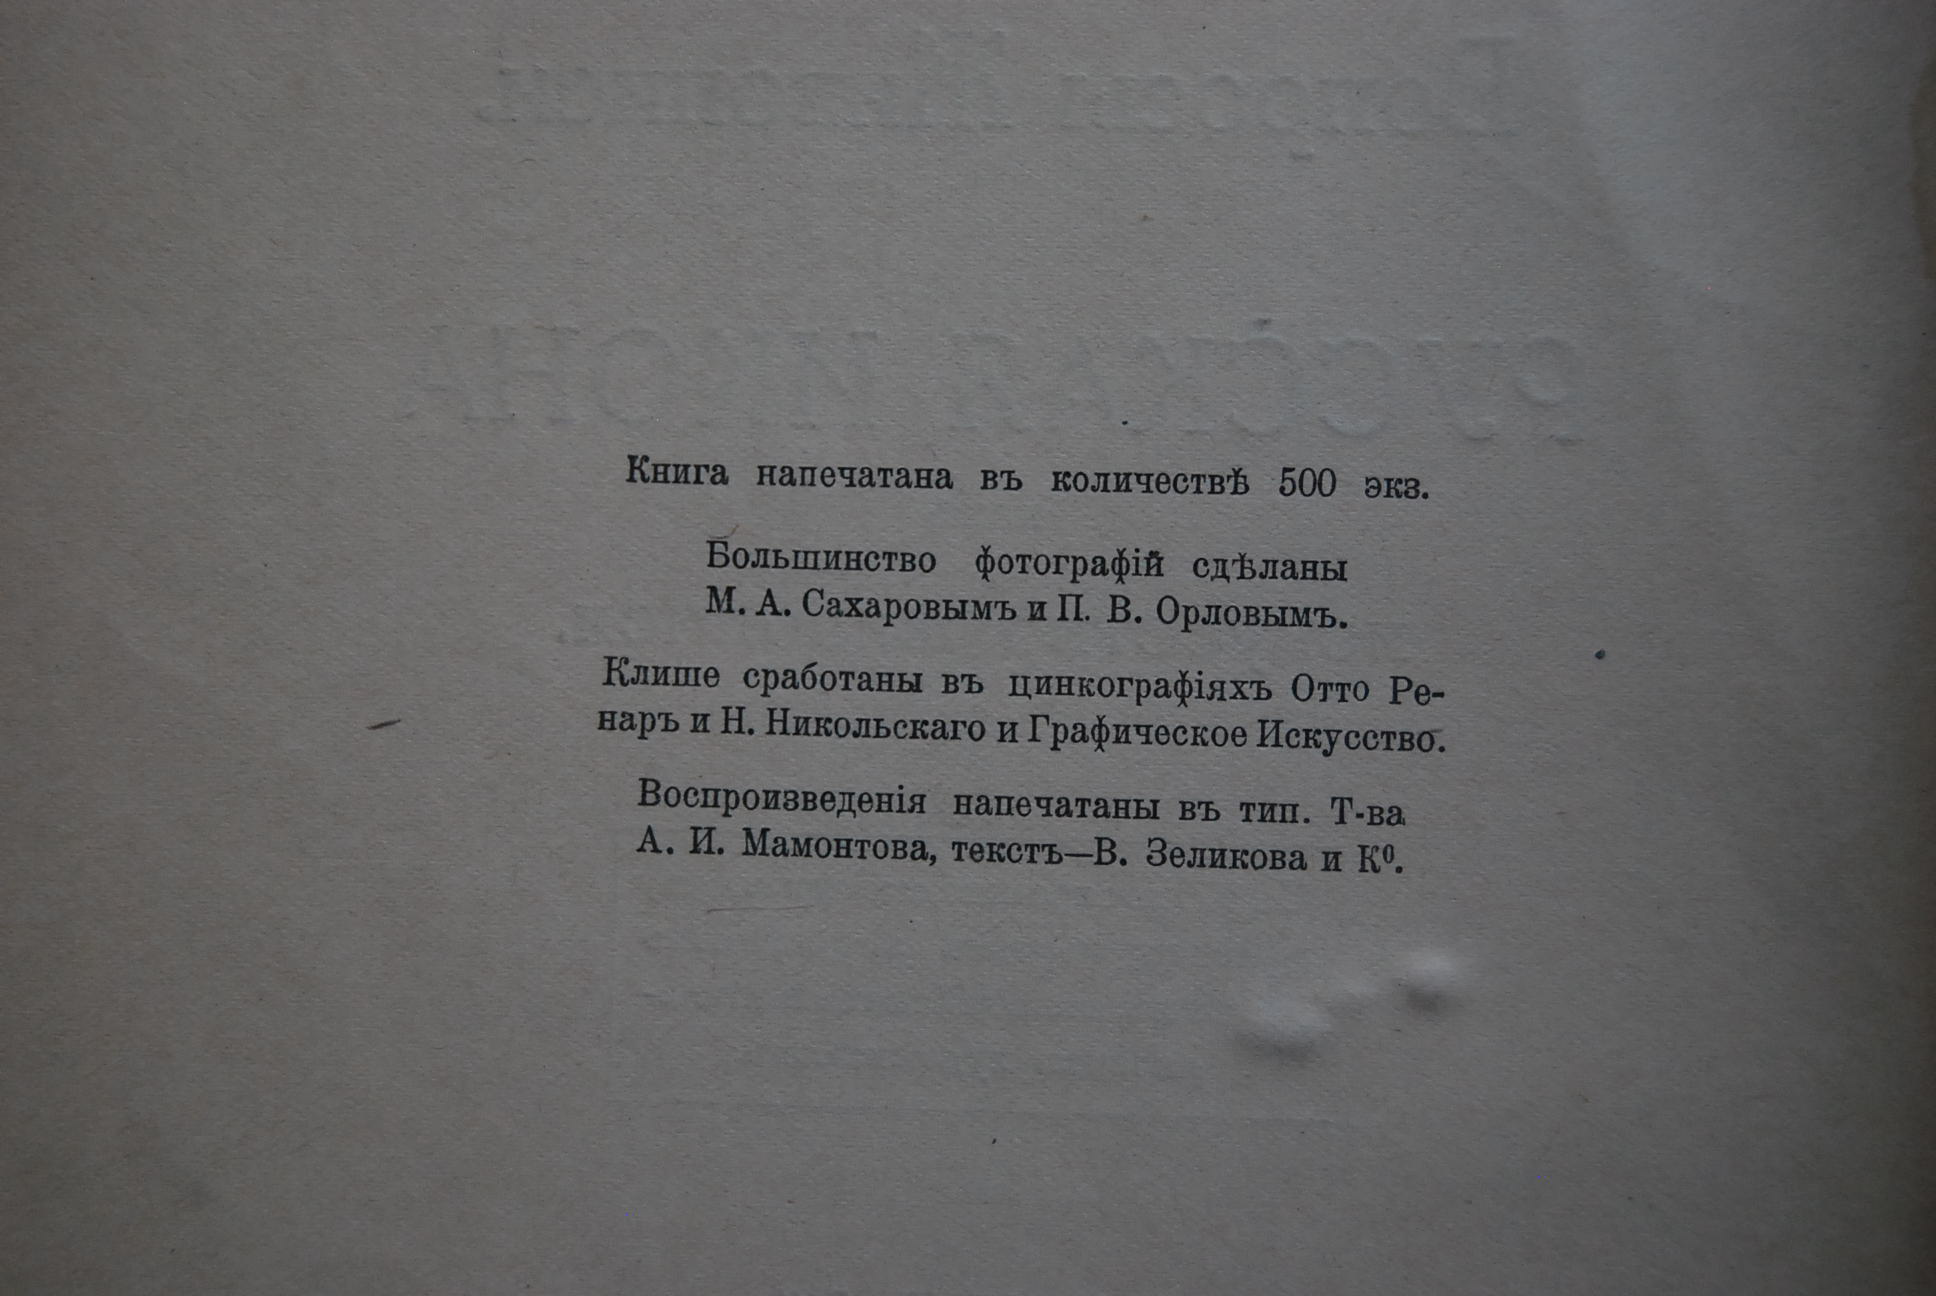 Книга напечатана въ количествѣ 500 экз.
Большинство фотографій сдѣланы
М. А. Сахаровымъ и П. В. Орловымъ.
Клише сработаны въ цинкографіяхъ Отто Ре-
наръ и Н. Никольскаго и Графическое Искусство.
Воспроизведенія напечатаны въ тип. Т-ва
А. И. Мамонтова, текстъ—В. Зеликова и Кº.